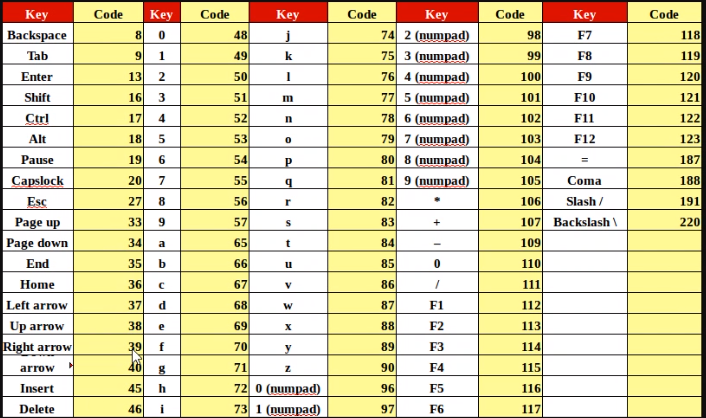 Key Code Key Code Key Code Key Code Key Code
Backspace 8 0 48 j 74 2 (numpad) 98 F7 118
Tab 9 1 49 k 75 3 (numpad) 99 F8 119
Enter 13 2 50 l 76 4 (numpad) 100 F9 120
Shift 16 3 51 m 77 5 (numpad) 101 F10 121
Ctrl 17 4 52 n 78 6 (numpad) 102 F11 122
Alt 18 5 53 o 79 7 (numpad) 103 F12 123
Pause 19 6 54 p 80 8 (numpad) 104 = 187
Capslock 20 7 55 q 81 9 (numpad) 105 Coma 188
Esc 27 8 56 r 82 * 106 Slash / 191
Page up 33 9 57 s 83 + 107 Backslash \ 220
Page down 34 a 65 t 84 – 109
End 35 b 66 u 85 0 110
Home 36 c 67 v 86 / 111
Left arrow 37 d 68 w 87 F1 112
Up arrow 38 e 69 x 88 F2 113
Right arrow 39 f 70 y 89 F3 114
arrow 40 g 71 z 90 F4 115
Insert 45 h 72 0 (numpad) 96 F5 116
Delete 46 i 73 1 (numpad) 97 F6 117